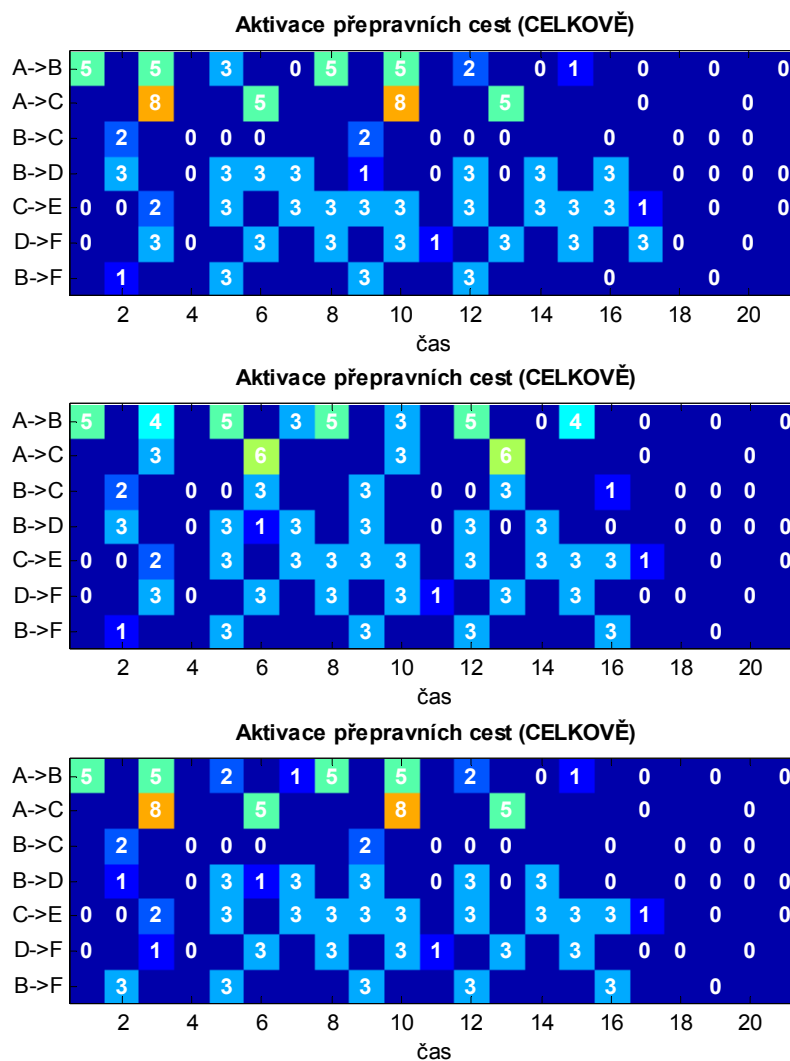 Aktivace přepravních cest (CELKOVĚ)
A->B 5 5 3 0 5 5 2 0 1 0 0 0
A->C 8 5 8 5 0 0
B->C 2 0 0 0 2 0 0 0 0 0 0 0
B->D 3 0 3 3 3 1 0 3 0 3 3 0 0 0 0
C->E 0 0 2 3 3 3 3 3 3 3 3 3 1 0 0
D->F 0 3 0 3 3 3 1 3 3 3 0 0
B->F 1 3 3 3 0 0
2 4 6 8 10 12 14 16 18 20
čas
Aktivace přepravních cest (CELKOVĚ)
A->B 5 4 5 3 5 3 5 0 4 0 0 0
A->C 3 6 3 6 0 0
B->C 2 0 0 3 3 0 0 3 1 0 0 0
B->D 3 0 3 1 3 3 0 3 0 3 0 0 0 0 0
C->E 0 0 2 3 3 3 3 3 3 3 3 3 1 0 0
D->F 0 3 0 3 3 3 1 3 3 0 0 0
B->F 1 3 3 3 3 0
2 4 6 8 10 12 14 16 18 20
čas
Aktivace přepravních cest (CELKOVĚ)
A->B 5 5 2 1 5 5 2 0 1 0 0 0
A->C 8 5 8 5 0 0
B->C 2 0 0 0 2 0 0 0 0 0 0 0
B->D 1 0 3 1 3 3 0 3 0 3 0 0 0 0 0
C->E 0 0 2 3 3 3 3 3 3 3 3 3 1 0 0
D->F 0 1 0 3 3 3 1 3 3 0 0 0
B->F 3 3 3 3 3 0
2 4 6 8 10 12 14 16 18 20
čas